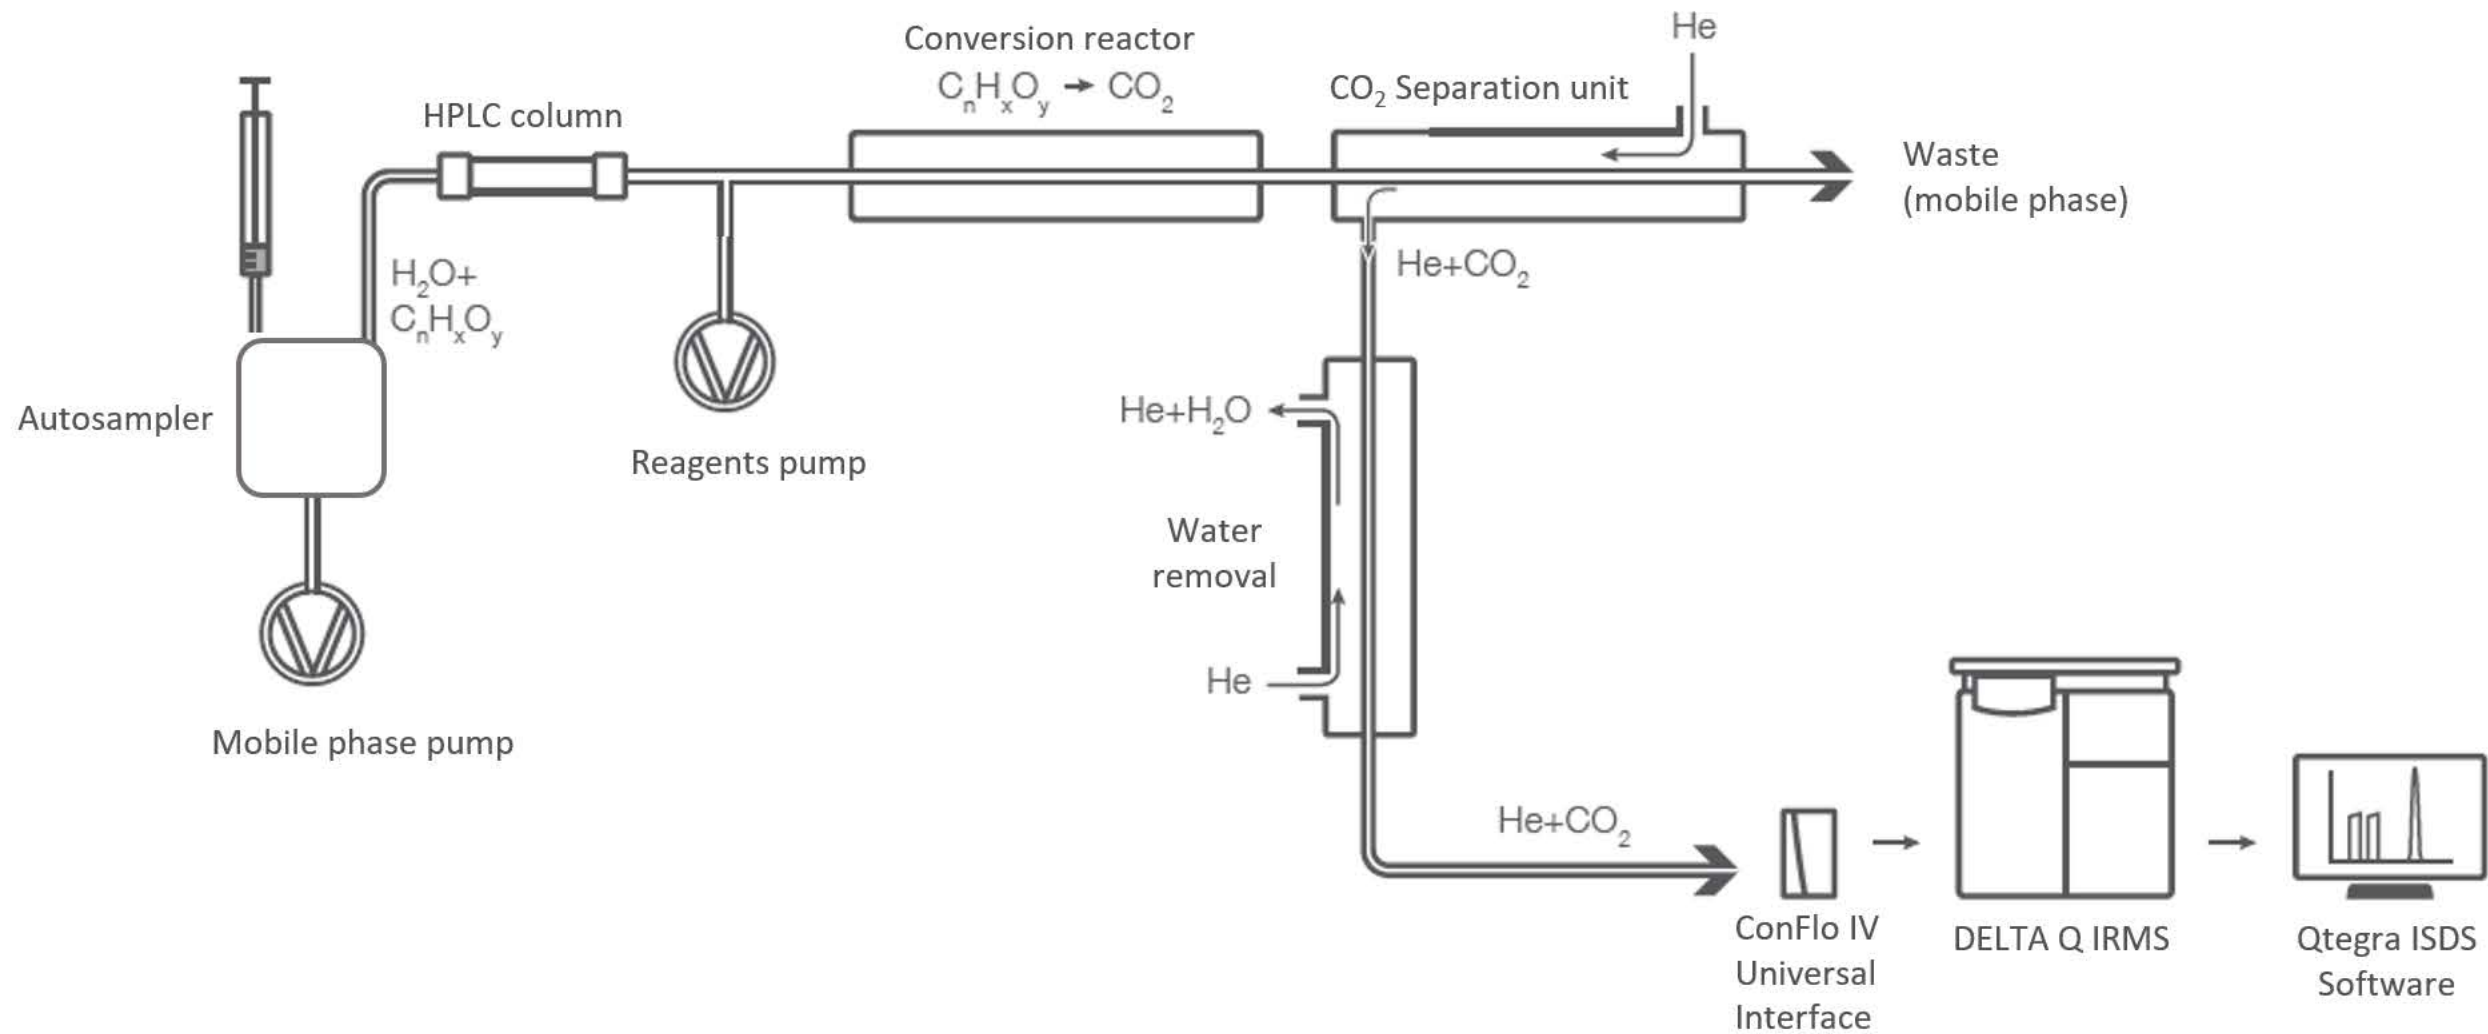 He
Conversion reactor
CnHxOy → CO2
CO2 Separation unit
HPLC column
Waste
(mobile phase)
H2O+
CnHxOy
He+CO2
Autosampler
He+H2O
Reagents pump
Water
removal
He
Mobile phase pump
He+CO2
ConFlo IV
Universal
Interface
DELTA Q IRMS
Qtegra ISDS
Software